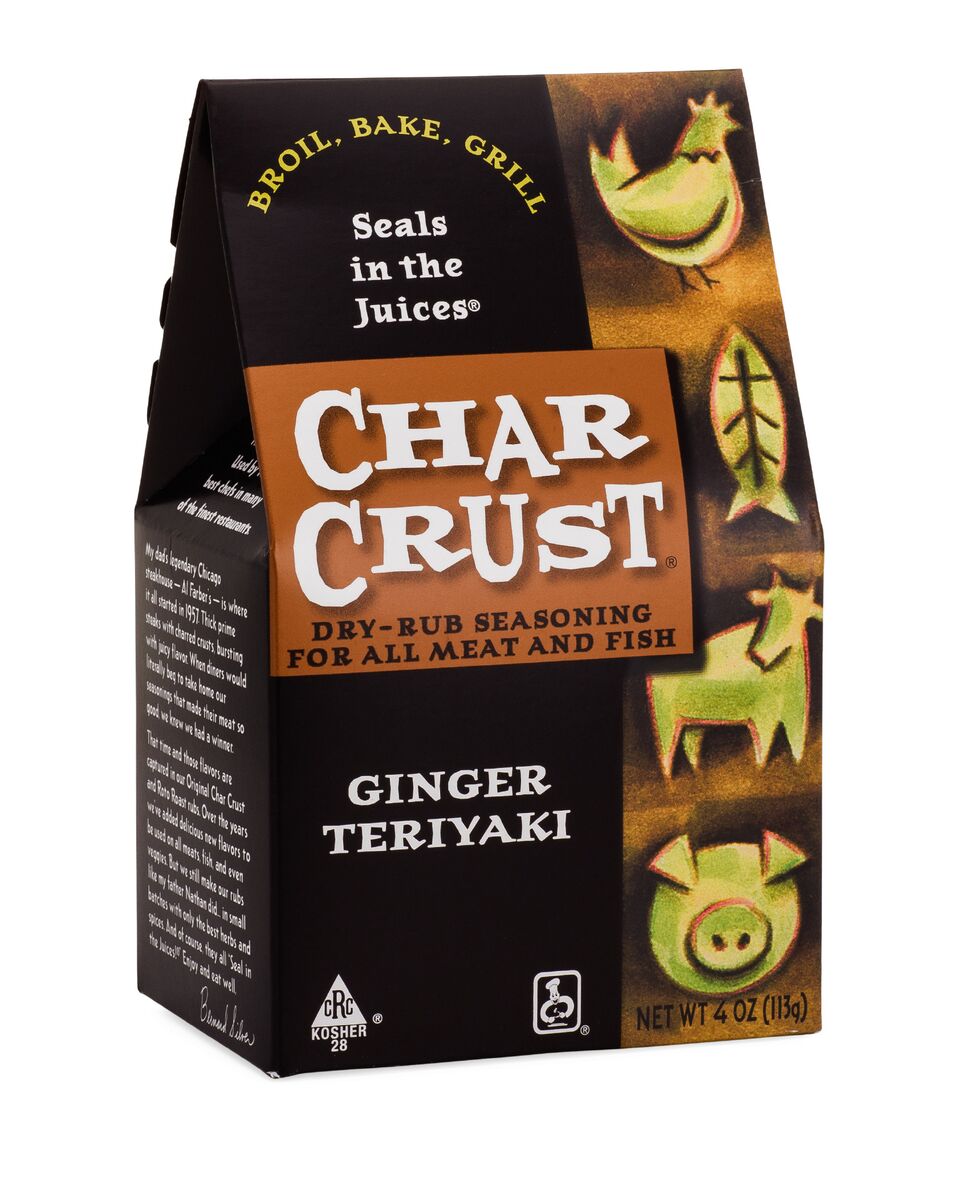 BROIL, BAKE, GRILL
Seals
in the
Juices®
CHAR
CRUST®
DRY-RUB SEASONING
FOR ALL MEAT AND FISH
GINGER
TERIYAKI
CRC
KOSHER
28
®
®
NET WT 4 OZ (113g)
Used by
best chefs in many
of the finest restaurants.
My dad's legendary Chicago
steakhouse — Al Farber's — is where
it all started in 1957. Thick prime
steaks with charred crusts, bursting
with juicy flavor. When diners would
literally beg to take home our
seasonings that made their meat so
good, we knew we had a winner.
That time and those flavors are
captured in our Original Char Crust
and Roto Roast rubs. Over the years
we've added delicious new flavors to
be used on all meats, fish, and even
veggies. But we still make our rubs
like my father Nathan did... in small
batches with only the best herbs and
spices. And of course, they all "Seal in
the Juices!®" Enjoy and eat well.
Bernard Silver